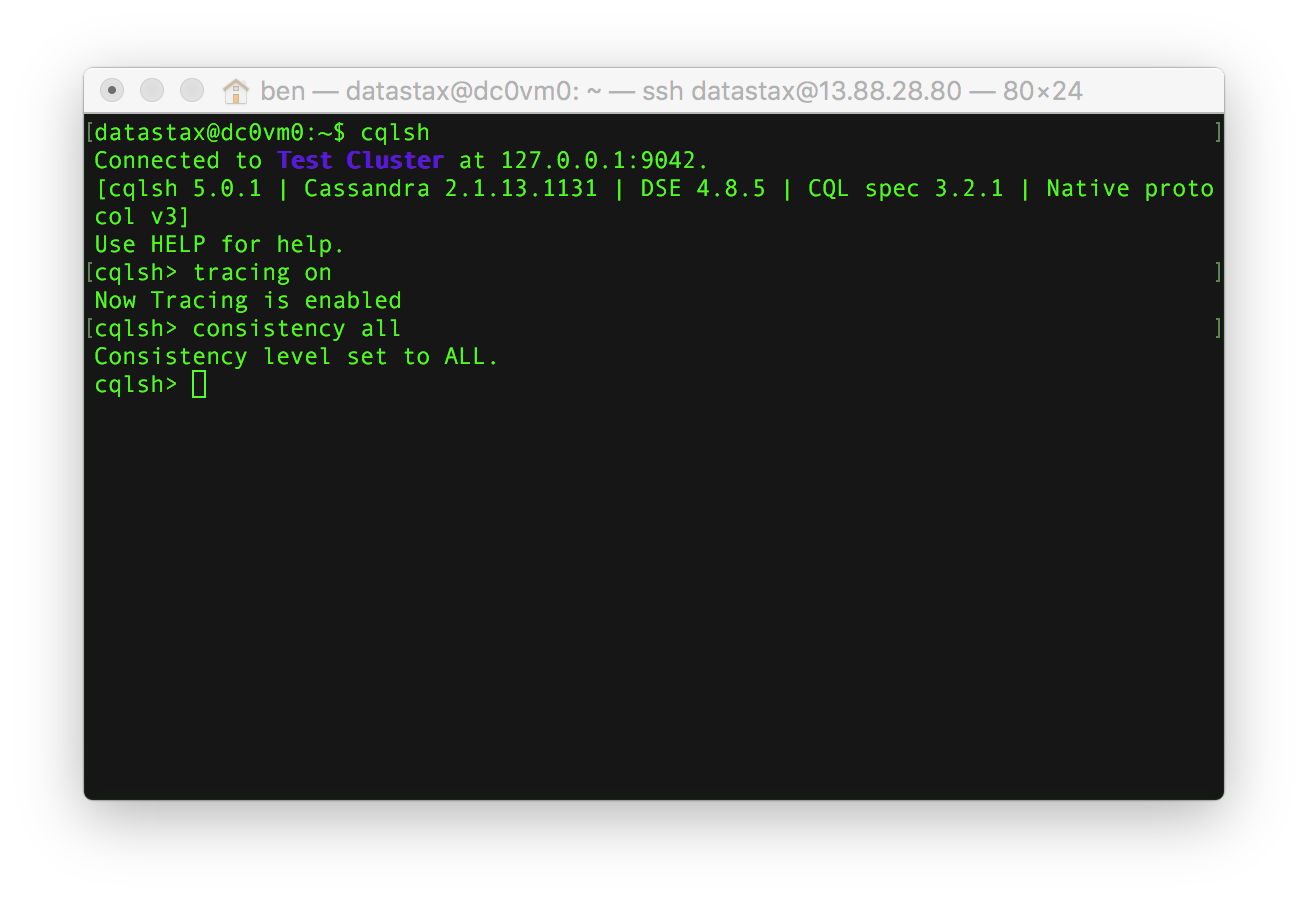 ben — datastax@dc0vm0: ~ — ssh datastax@13.88.28.80 — 80×24
[datastax@dc0vm0:~$ cqlsh ]
Connected to Test Cluster at 127.0.0.1:9042.
[cqlsh 5.0.1 | Cassandra 2.1.13.1131 | DSE 4.8.5 | CQL spec 3.2.1 | Native proto
col v3]
Use HELP for help.
[cqlsh> tracing on ]
Now Tracing is enabled
[cqlsh> consistency all ]
Consistency level set to ALL.
cqlsh>